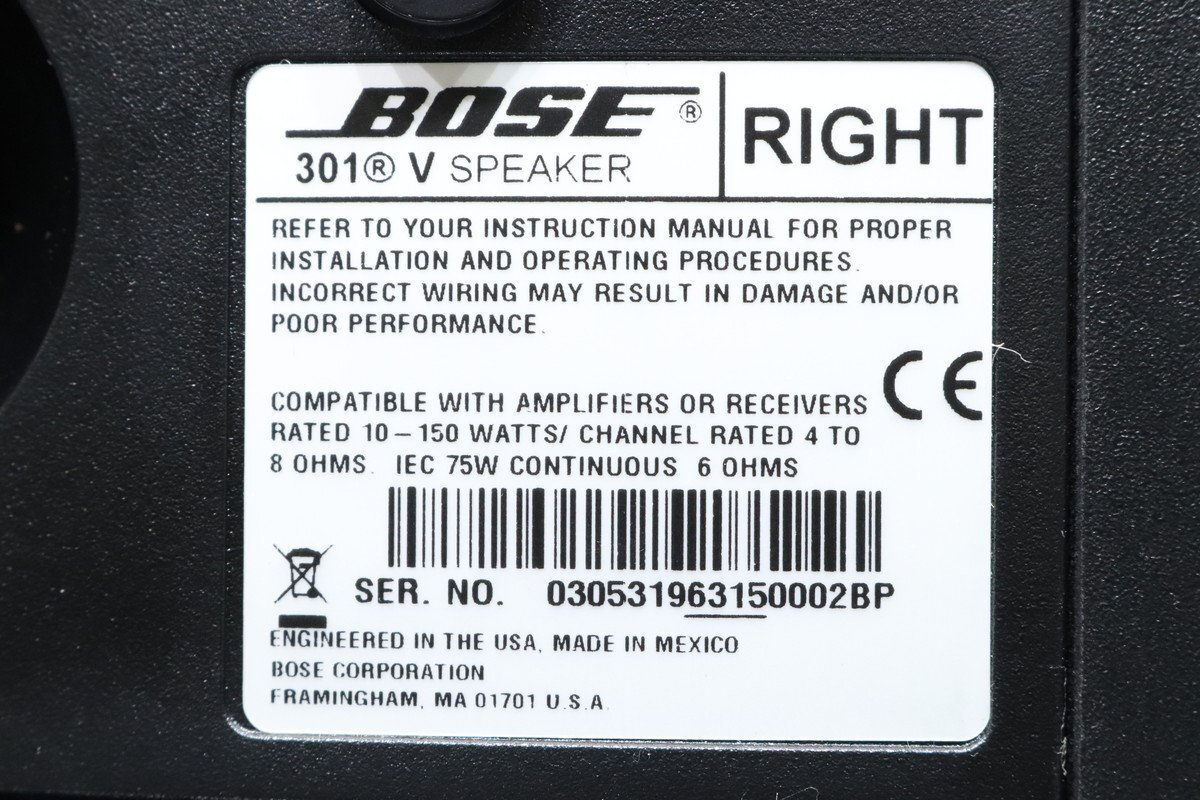 BOSE®
301® V SPEAKER
RIGHT
REFER TO YOUR INSTRUCTION MANUAL FOR PROPER
INSTALLATION AND OPERATING PROCEDURES.
INCORRECT WIRING MAY RESULT IN DAMAGE AND/OR
POOR PERFORMANCE.
CE
COMPATIBLE WITH AMPLIFIERS OR RECEIVERS
RATED 10–150 WATTS/ CHANNEL RATED 4 TO
8 OHMS. IEC 75W CONTINUOUS 6 OHMS
SER. NO. 030531963150002BP
ENGINEERED IN THE USA, MADE IN MEXICO
BOSE CORPORATION
FRAMINGHAM, MA 01701 U.S.A.